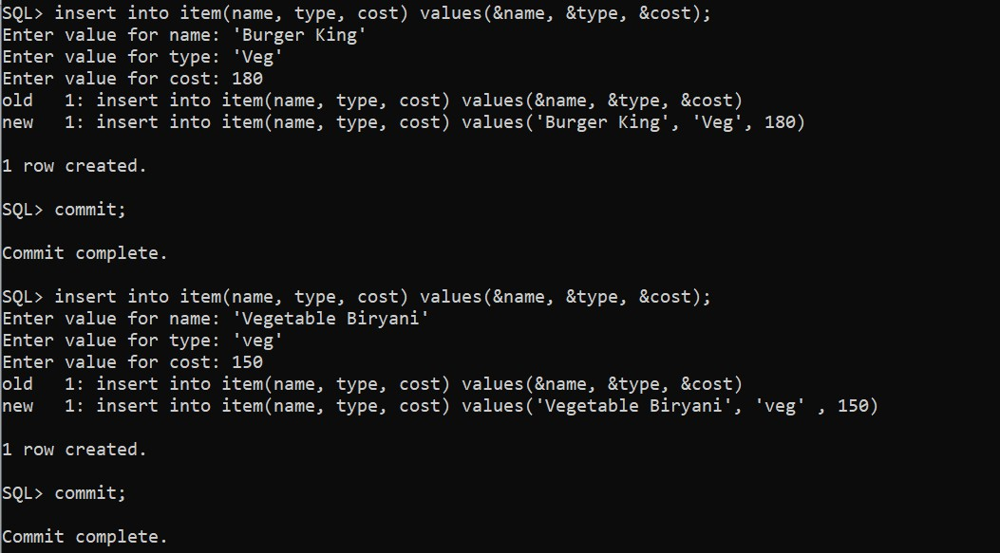 SQL> insert into item(name, type, cost) values(&name, &type, &cost);
Enter value for name: 'Burger King'
Enter value for type: 'Veg'
Enter value for cost: 180
old   1: insert into item(name, type, cost) values(&name, &type, &cost)
new   1: insert into item(name, type, cost) values('Burger King', 'Veg', 180)
1 row created.
SQL> commit;
Commit complete.
SQL> insert into item(name, type, cost) values(&name, &type, &cost);
Enter value for name: 'Vegetable Biryani'
Enter value for type: 'veg'
Enter value for cost: 150
old   1: insert into item(name, type, cost) values(&name, &type, &cost)
new   1: insert into item(name, type, cost) values('Vegetable Biryani', 'veg' , 150)
1 row created.
SQL> commit;
Commit complete.